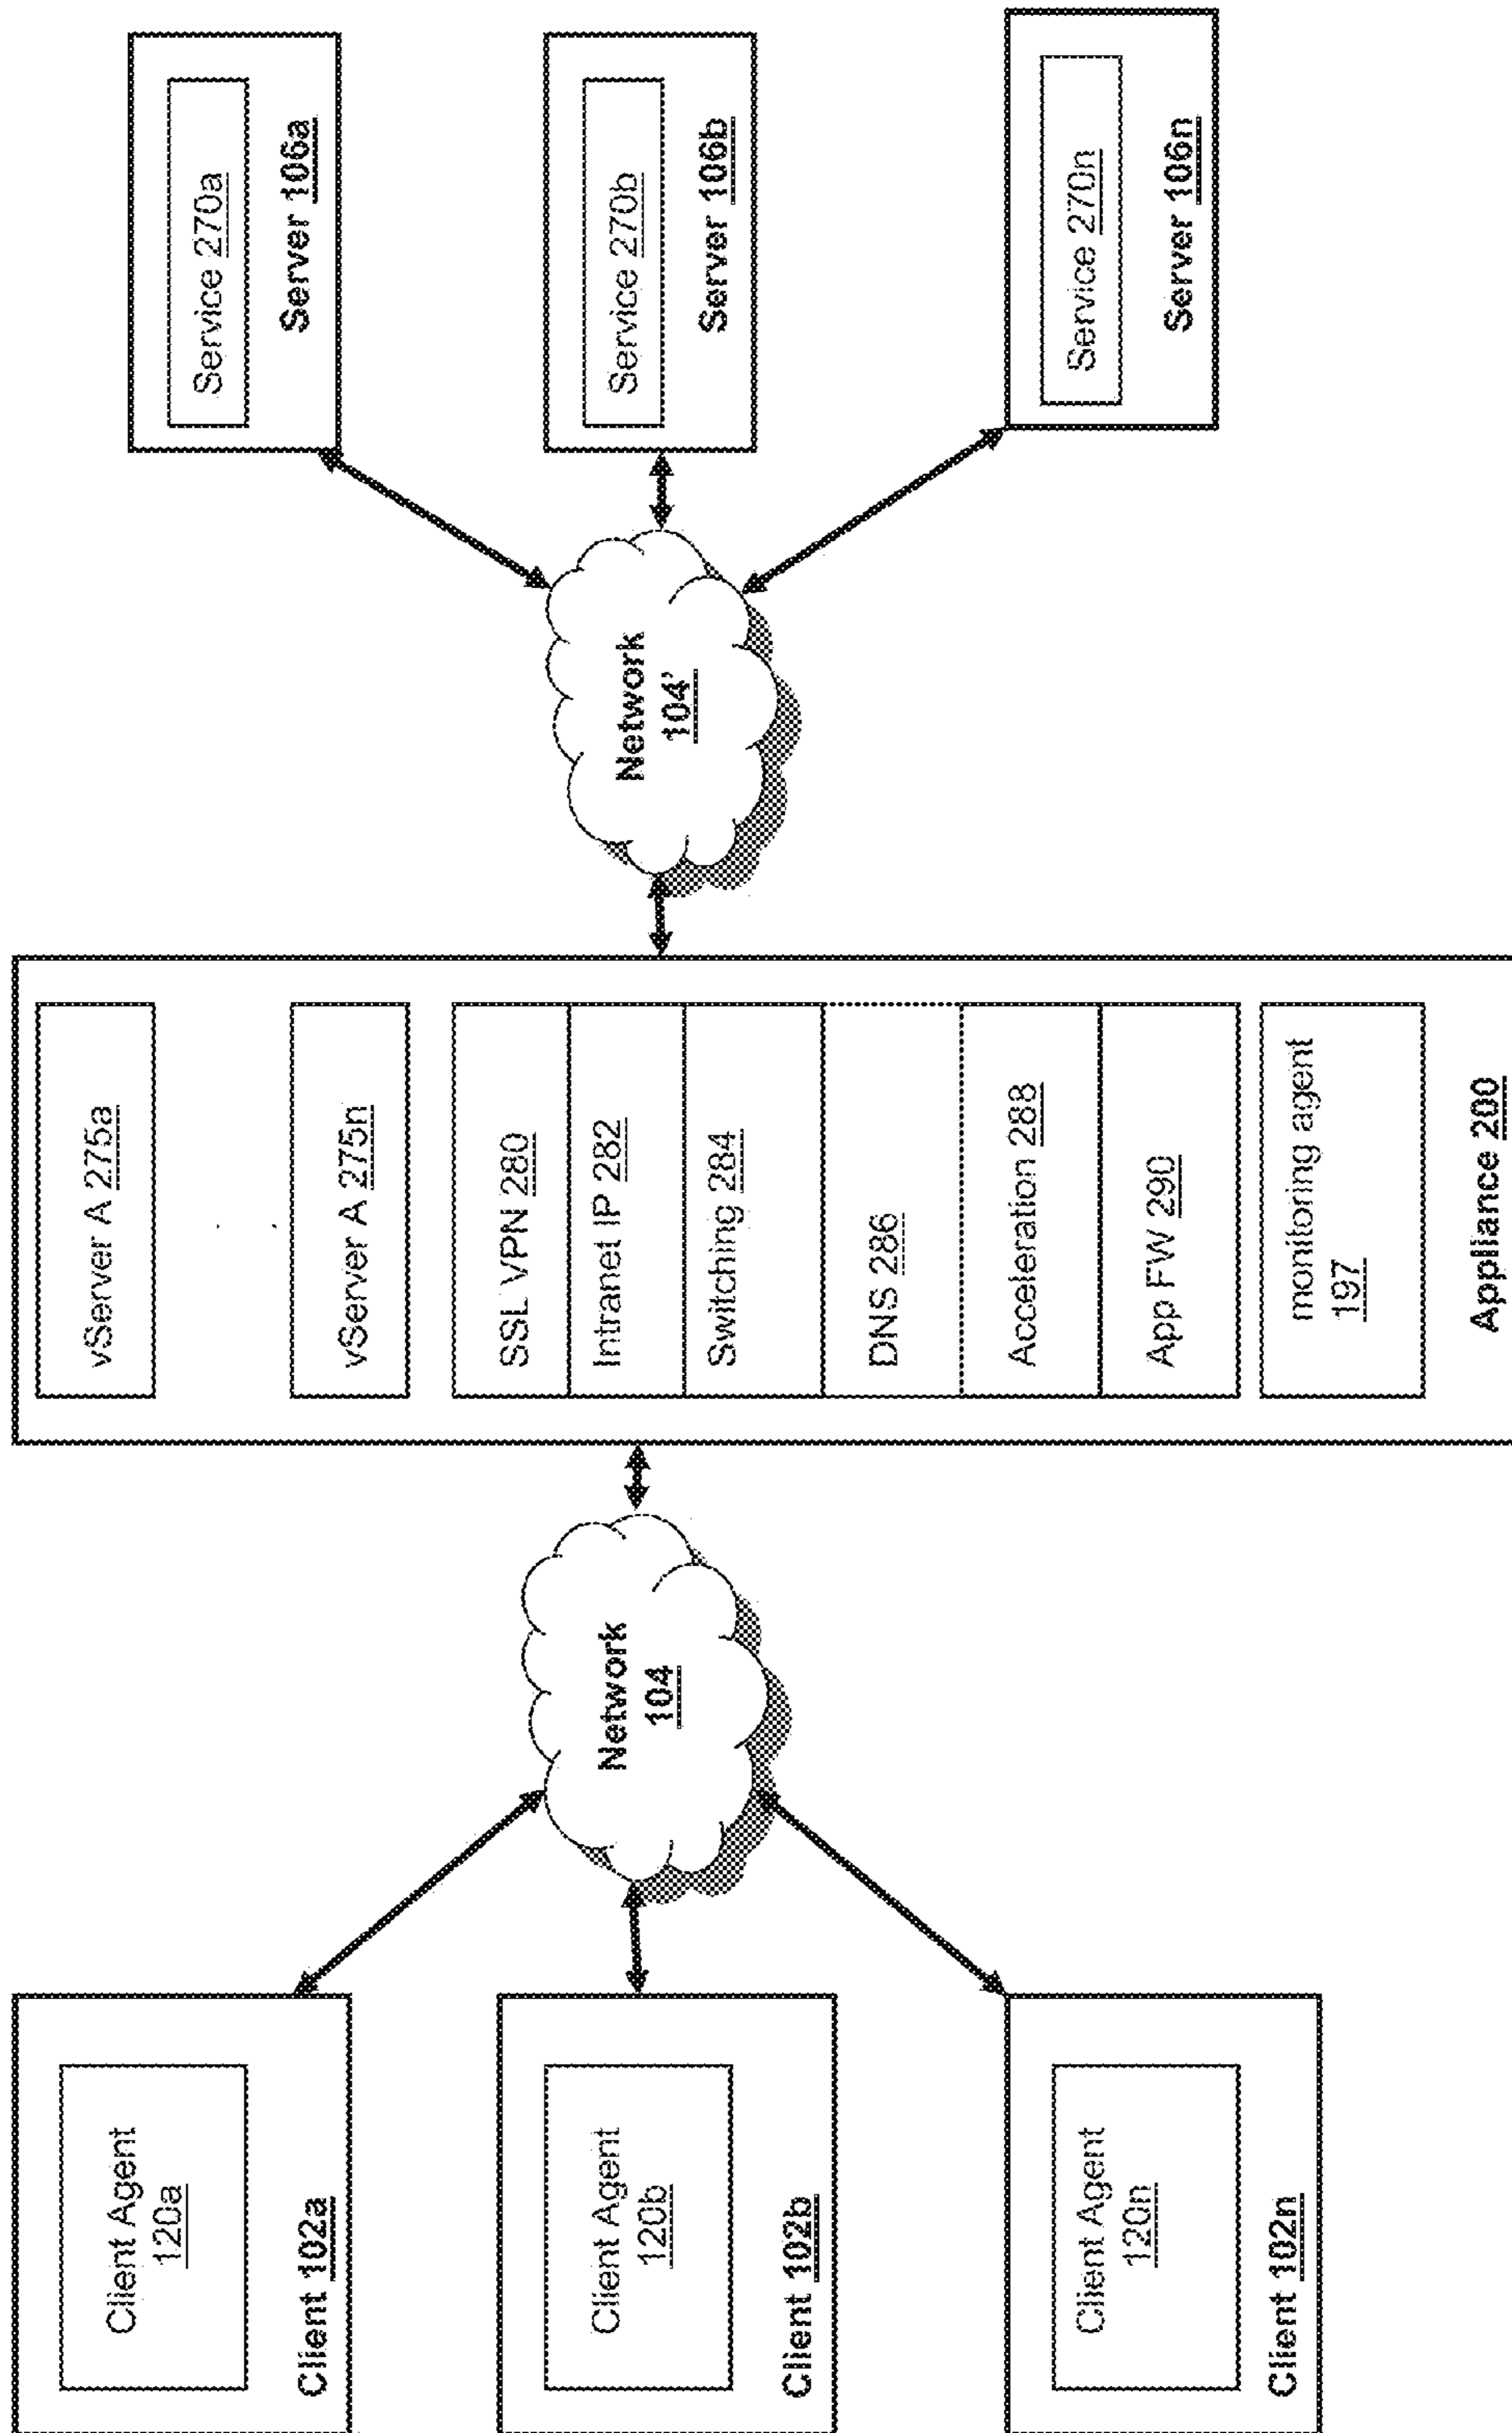 Client Agent
120a
Client 102a
Client Agent
120b
Client 102b
Client Agent
120n
Client 102n
Network
104
vServer A 275a
vServer A 275n
SSL VPN 280
Intranet IP 282
Switching 284
DNS 286
Acceleration 288
App FW 290
monitoring agent
197
Appliance 200
Network
104'
Service 270a
Server 106a
Service 270b
Server 106b
Service 270n
Server 106n